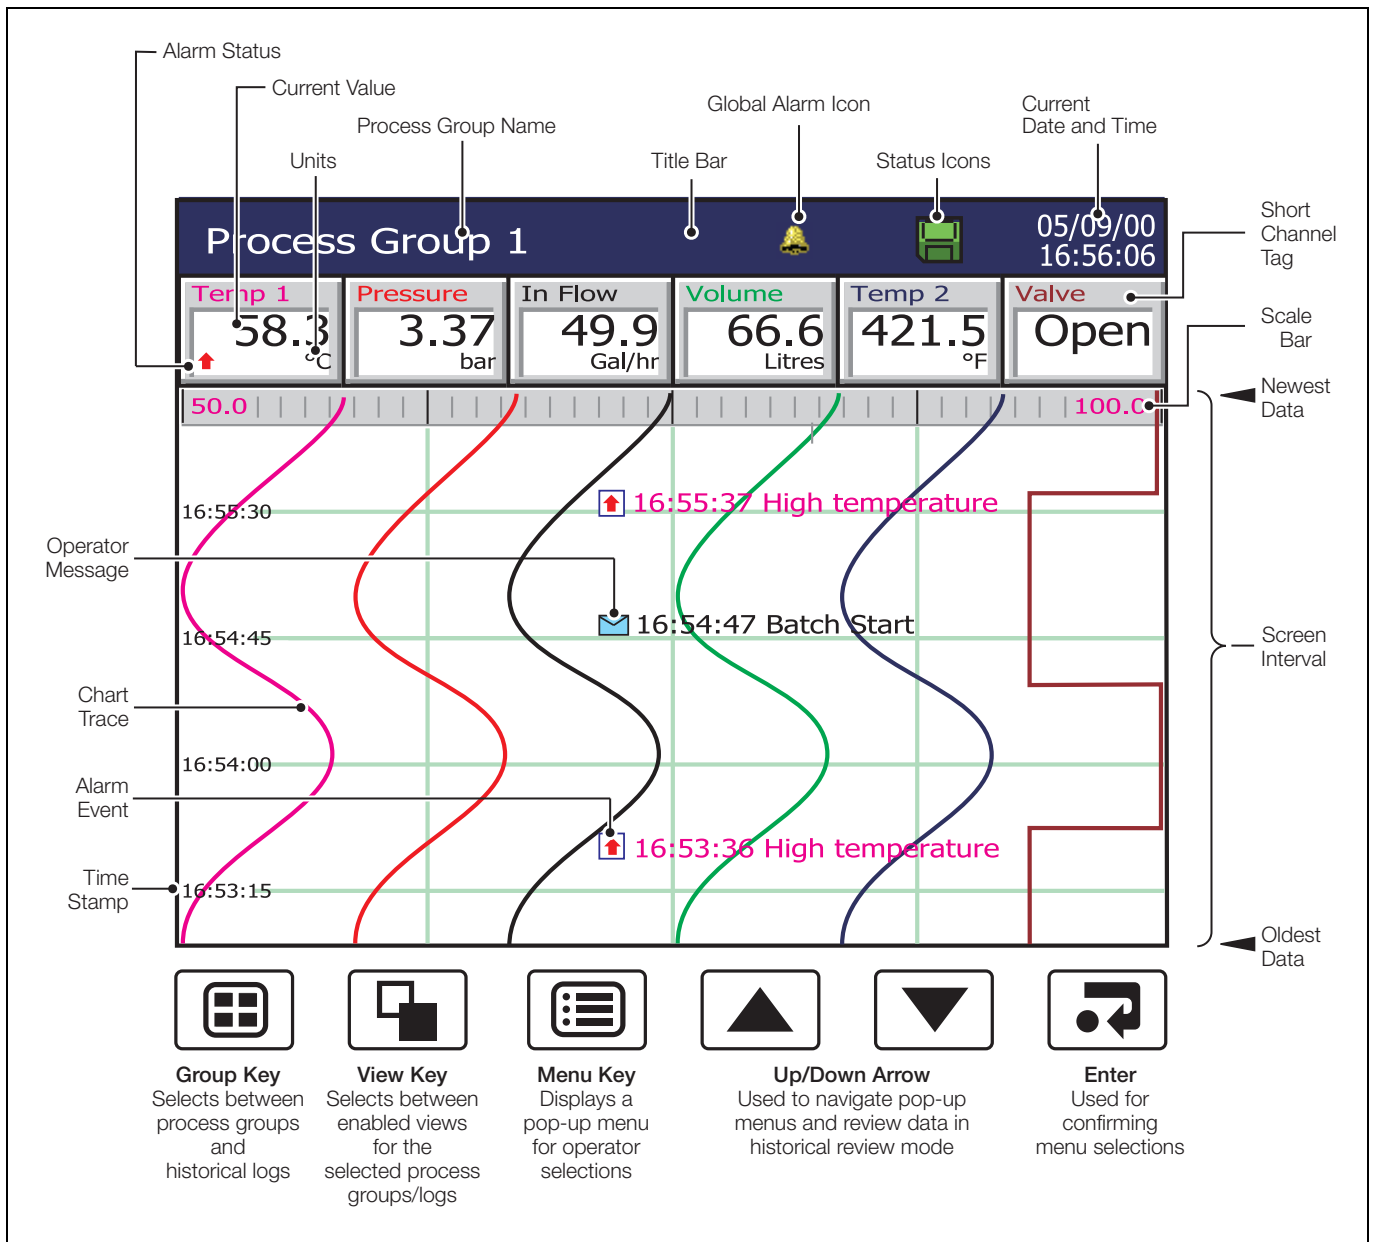 Alarm Status
Current Value
Process Group Name
Units
Title Bar
Global Alarm Icon
Status Icons
Current
Date and Time
Short
Channel
Tag
Scale
Bar
Newest
Data
Process Group 1
05/09/00
16:56:06
Temp 1
58.3
°C
Pressure
3.37
bar
In Flow
49.9
Gal/hr
Volume
66.6
Litres
Temp 2
421.5
°F
Valve
Open
50.0
100.0
16:55:37 High temperature
16:55:30
Operator
Message
16:54:47 Batch Start
16:54:45
Screen
Interval
Chart
Trace
16:54:00
Alarm
Event
16:53:36 High temperature
Time
Stamp
16:53:15
Oldest
Data
Group Key
Selects between
process groups
and
historical logs
View Key
Selects between
enabled views
for the
selected process
groups/logs
Menu Key
Displays a
pop-up menu
for operator
selections
Up/Down Arrow
Used to navigate pop-up
menus and review data in
historical review mode
Enter
Used for
confirming
menu selections